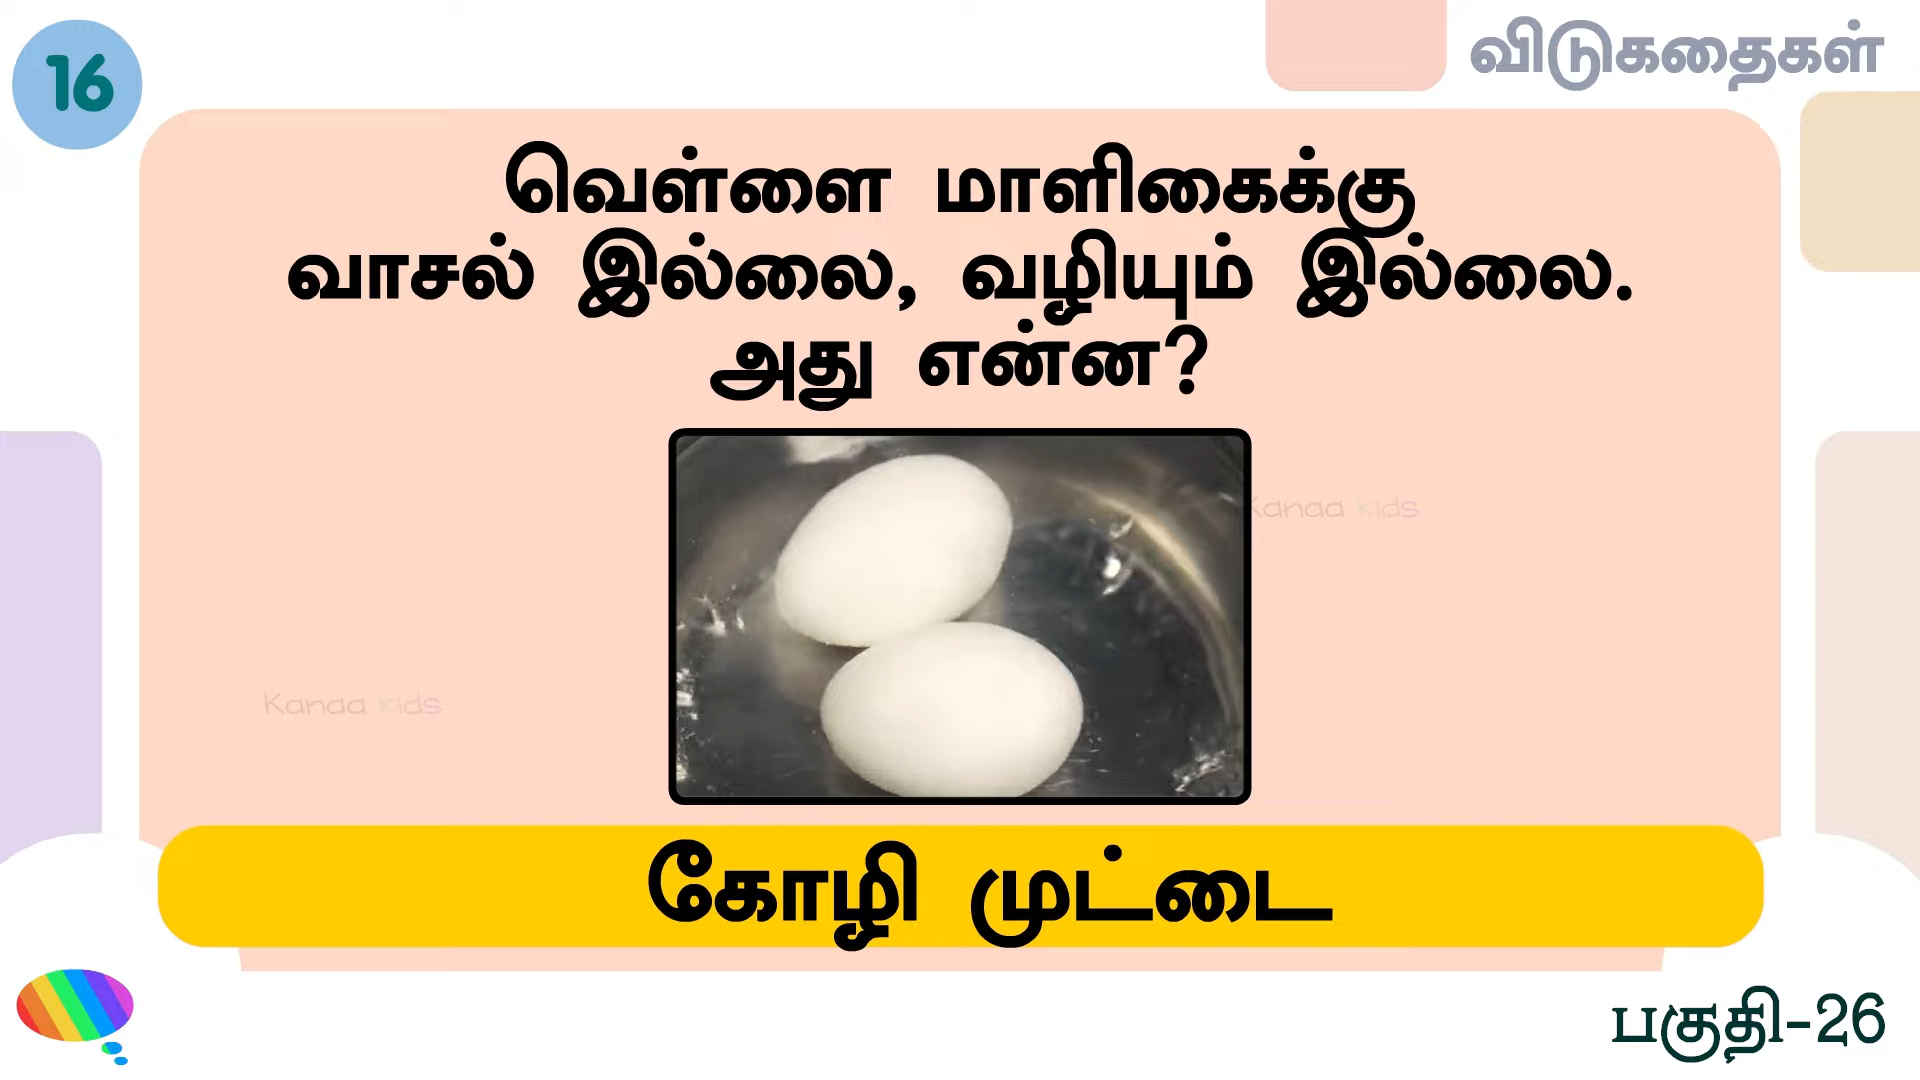 16
விடுகதைகள்
வெள்ளை மாளிகைக்கு
வாசல் இல்லை, வழியும் இல்லை.
அது என்ன?
Kanaa kids
Kanaa kids
கோழி முட்டை
பகுதி-26